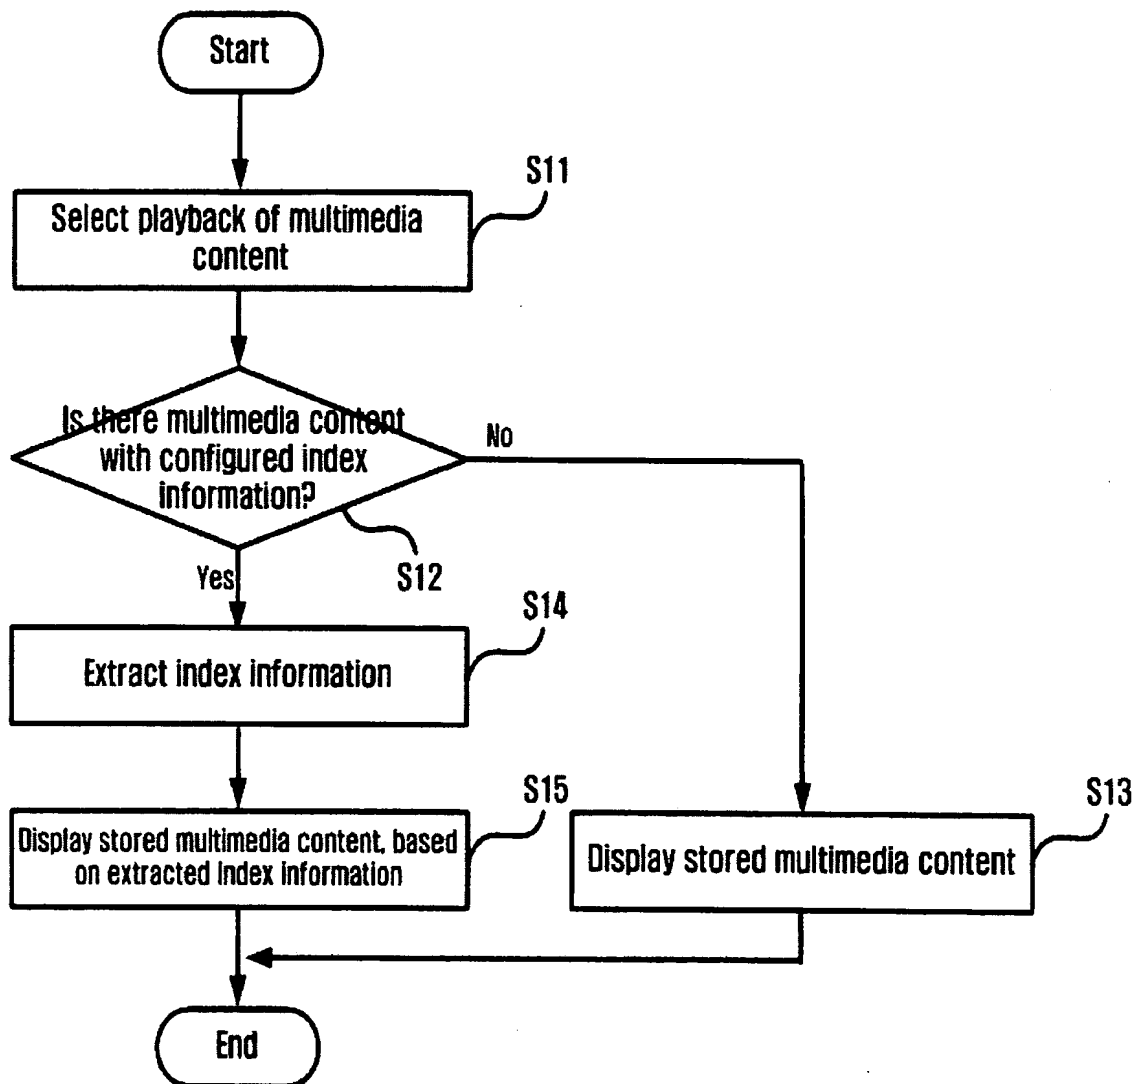 Start
S11
Select playback of multimedia
content
Is there multimedia content
with configured index
information?
No
S12
Yes
S14
Extract index information
S15
Display stored multimedia content, based
on extracted index information
S13
Display stored multimedia content
End